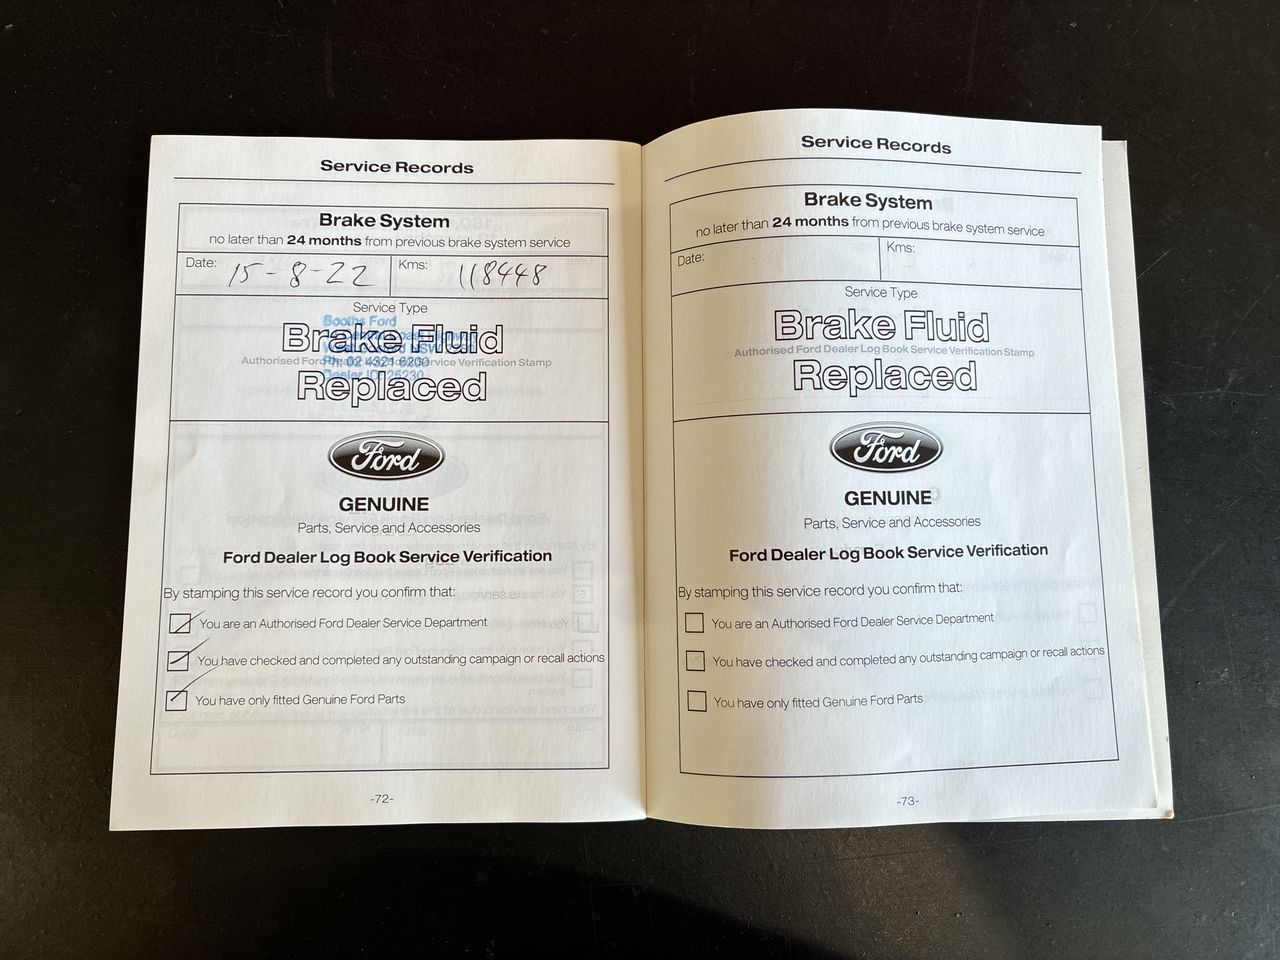 Service Records
Brake System
no later than 24 months from previous brake system service
Date: 15-8-22 Kms: 118448
Service Type
Booths Ford
Brake Fluid
Authorised Ford Dealer Log Book Service Verification Stamp
Ph: 02 4321 6230
Dealer ID 25230
Replaced
Ford
GENUINE
Parts, Service and Accessories
Ford Dealer Log Book Service Verification
By stamping this service record you confirm that:
You are an Authorised Ford Dealer Service Department
You have checked and completed any outstanding campaign or recall actions
You have only fitted Genuine Ford Parts
-72-
Service Records
Brake System
no later than 24 months from previous brake system service
Date: Kms:
Service Type
Brake Fluid
Authorised Ford Dealer Log Book Service Verification Stamp
Replaced
Ford
GENUINE
Parts, Service and Accessories
Ford Dealer Log Book Service Verification
By stamping this service record you confirm that:
You are an Authorised Ford Dealer Service Department
You have checked and completed any outstanding campaign or recall actions
You have only fitted Genuine Ford Parts
-73-